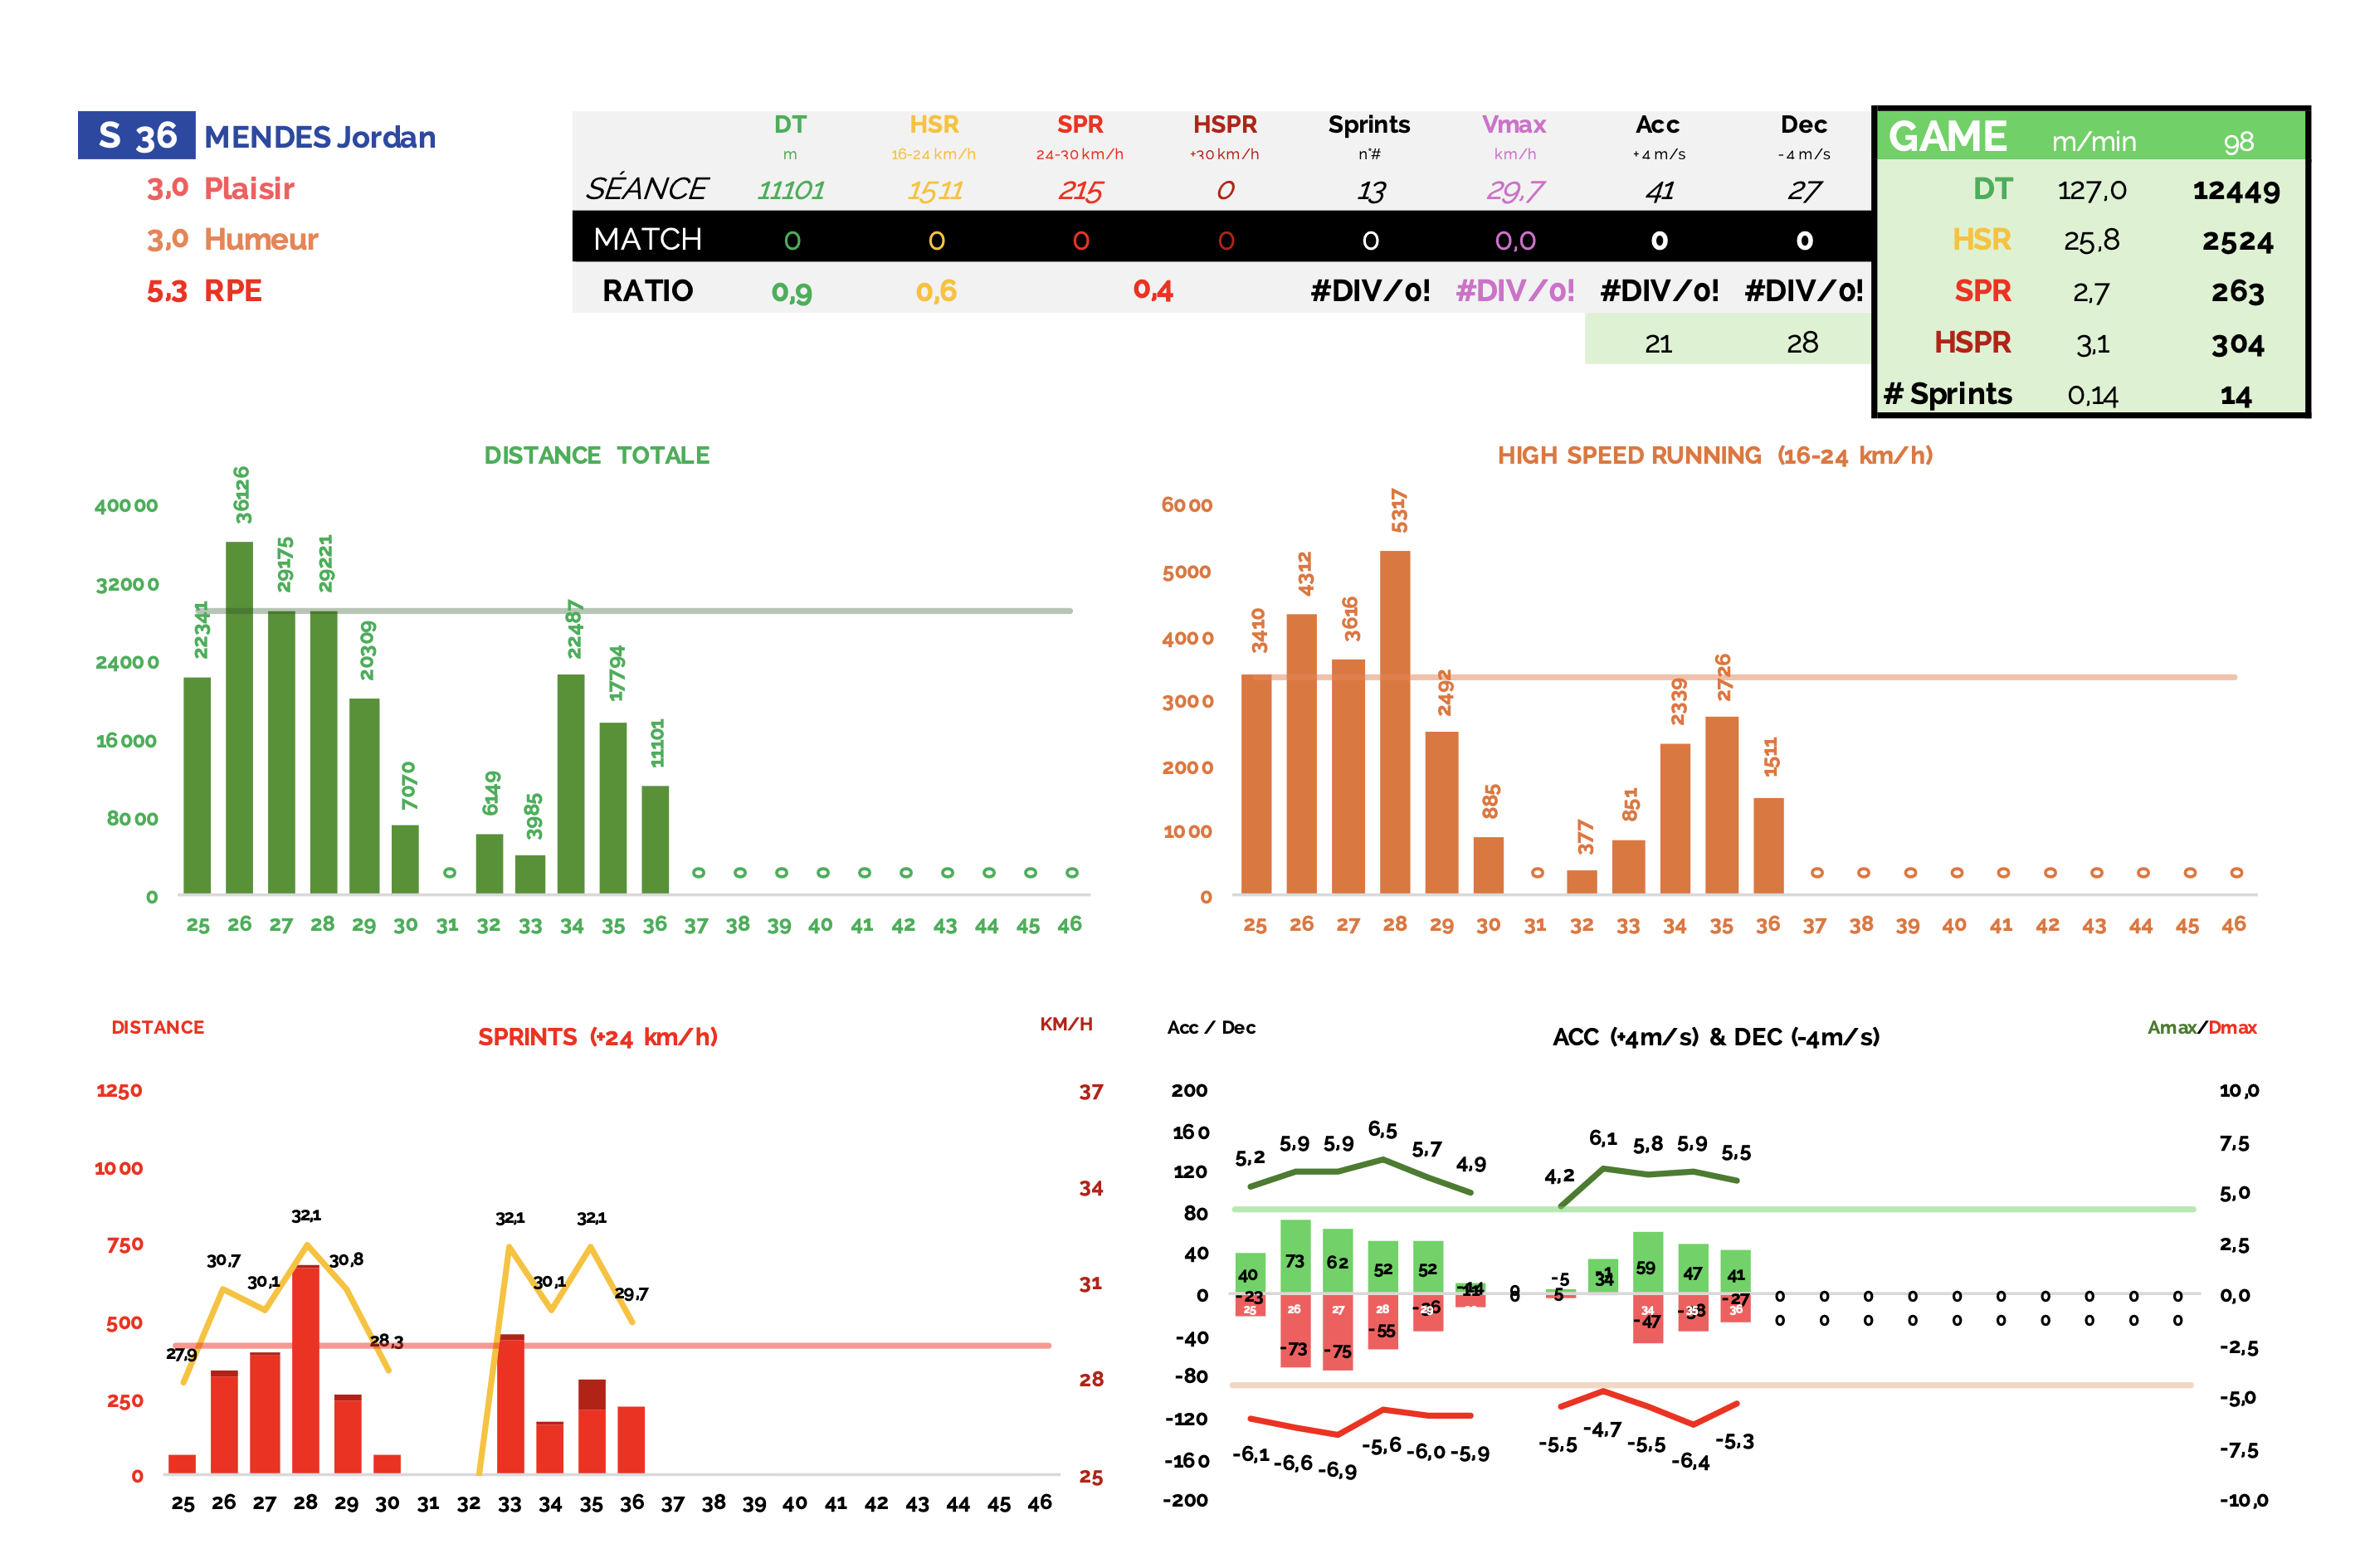 S 36 MENDES Jordan
3,0 Plaisir
3,0 Humeur
5,3 RPE
DT HSR SPR HSPR Sprints Vmax Acc Dec
m 16-24 km/h 24-30 km/h +30 km/h n°# km/h +4 m/s -4 m/s
SÉANCE 11101 1511 215 0 13 29,7 41 27
MATCH 0 0 0 0 0 0,0 0 0
RATIO 0,9 0,6 0,4 #DIV/0! #DIV/0! #DIV/0! #DIV/0!
21 28
GAME m/min 98
DT 127,0 12449
HSR 25,8 2524
SPR 2,7 263
HSPR 3,1 304
# Sprints 0,14 14
DISTANCE TOTALE
40000
32000
24000
16000
8000
0
22341 36126 29175 29221 20309 7070 0 6149 3985 22487 17794 11101 0 0 0 0 0 0 0 0 0 0
25 26 27 28 29 30 31 32 33 34 35 36 37 38 39 40 41 42 43 44 45 46
HIGH SPEED RUNNING (16-24 km/h)
6000
5000
4000
3000
2000
1000
0
3410 4312 3616 5317 2492 885 0 377 851 2339 2726 1511 0 0 0 0 0 0 0 0 0 0
25 26 27 28 29 30 31 32 33 34 35 36 37 38 39 40 41 42 43 44 45 46
DISTANCE
SPRINTS (+24 km/h)
KM/H
1250
1000
750
500
250
0
27,9 30,7 30,1 32,1 30,8 28,3 32,1 30,1 32,1 29,7
37
34
31
28
25
25 26 27 28 29 30 31 32 33 34 35 36 37 38 39 40 41 42 43 44 45 46
Acc / Dec
ACC (+4m/s) & DEC (-4m/s)
Amax/Dmax
200
160
120
80
40
0
-40
-80
-120
-160
-200
5,2 5,9 5,9 6,5 5,7 4,9 4,2 6,1 5,8 5,9 5,5
40 73 62 52 52 0 5 34 59 47 41 0 0 0 0 0 0 0 0 0 0
25 26 27 28 29 34 35 36
-23 -73 -75 -55 -14 0 -5 -1 -47 -27 0 0 0 0 0 0 0 0 0 0
-6,1 -6,6 -6,9 -5,6 -6,0 -5,9 -5,5 -4,7 -5,5 -6,4 -5,3
10,0
7,5
5,0
2,5
0,0
-2,5
-5,0
-7,5
-10,0